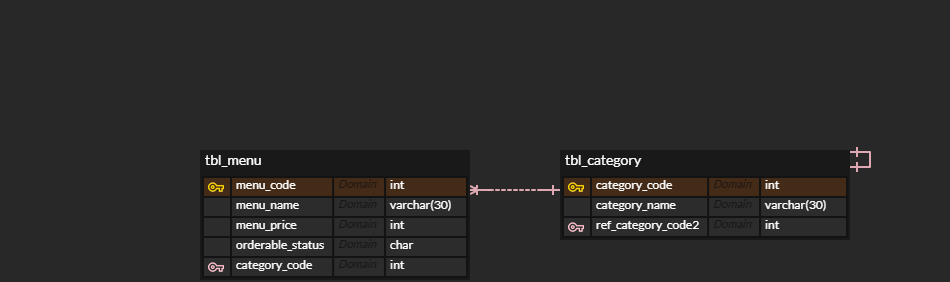 tbl_menu
menu_code Domain int
menu_name Domain varchar(30)
menu_price Domain int
orderable_status Domain char
category_code Domain int
tbl_category
category_code Domain int
category_name Domain varchar(30)
ref_category_code2 Domain int